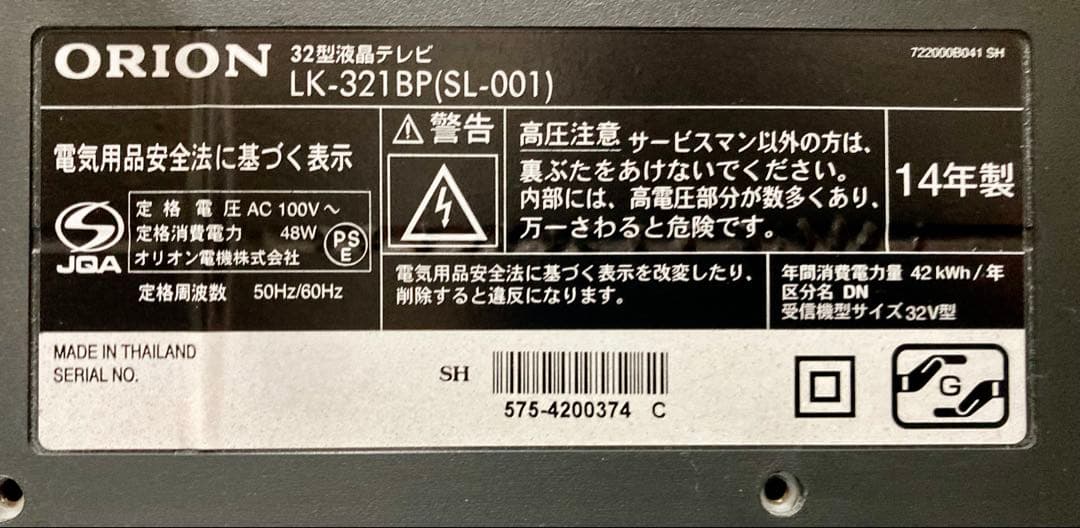 ORION
32型液晶テレビ
LK-321BP(SL-001)
722000B041 SH
電気用品安全法に基づく表示
JQA
定格電圧 AC 100V～
定格消費電力 48W
オリオン電機株式会社
PS
E
定格周波数 50Hz/60Hz
警告
高圧注意 サービスマン以外の方は、
裏ぶたをあけないでください。
内部には、高電圧部分が数多くあり、
万一さわると危険です。
14年製
電気用品安全法に基づく表示を改変したり、
削除すると違反になります。
年間消費電力量 42kWh/年
区分名 DN
受信機型サイズ32V型
MADE IN THAILAND
SERIAL NO.
SH
575-4200374 C
G